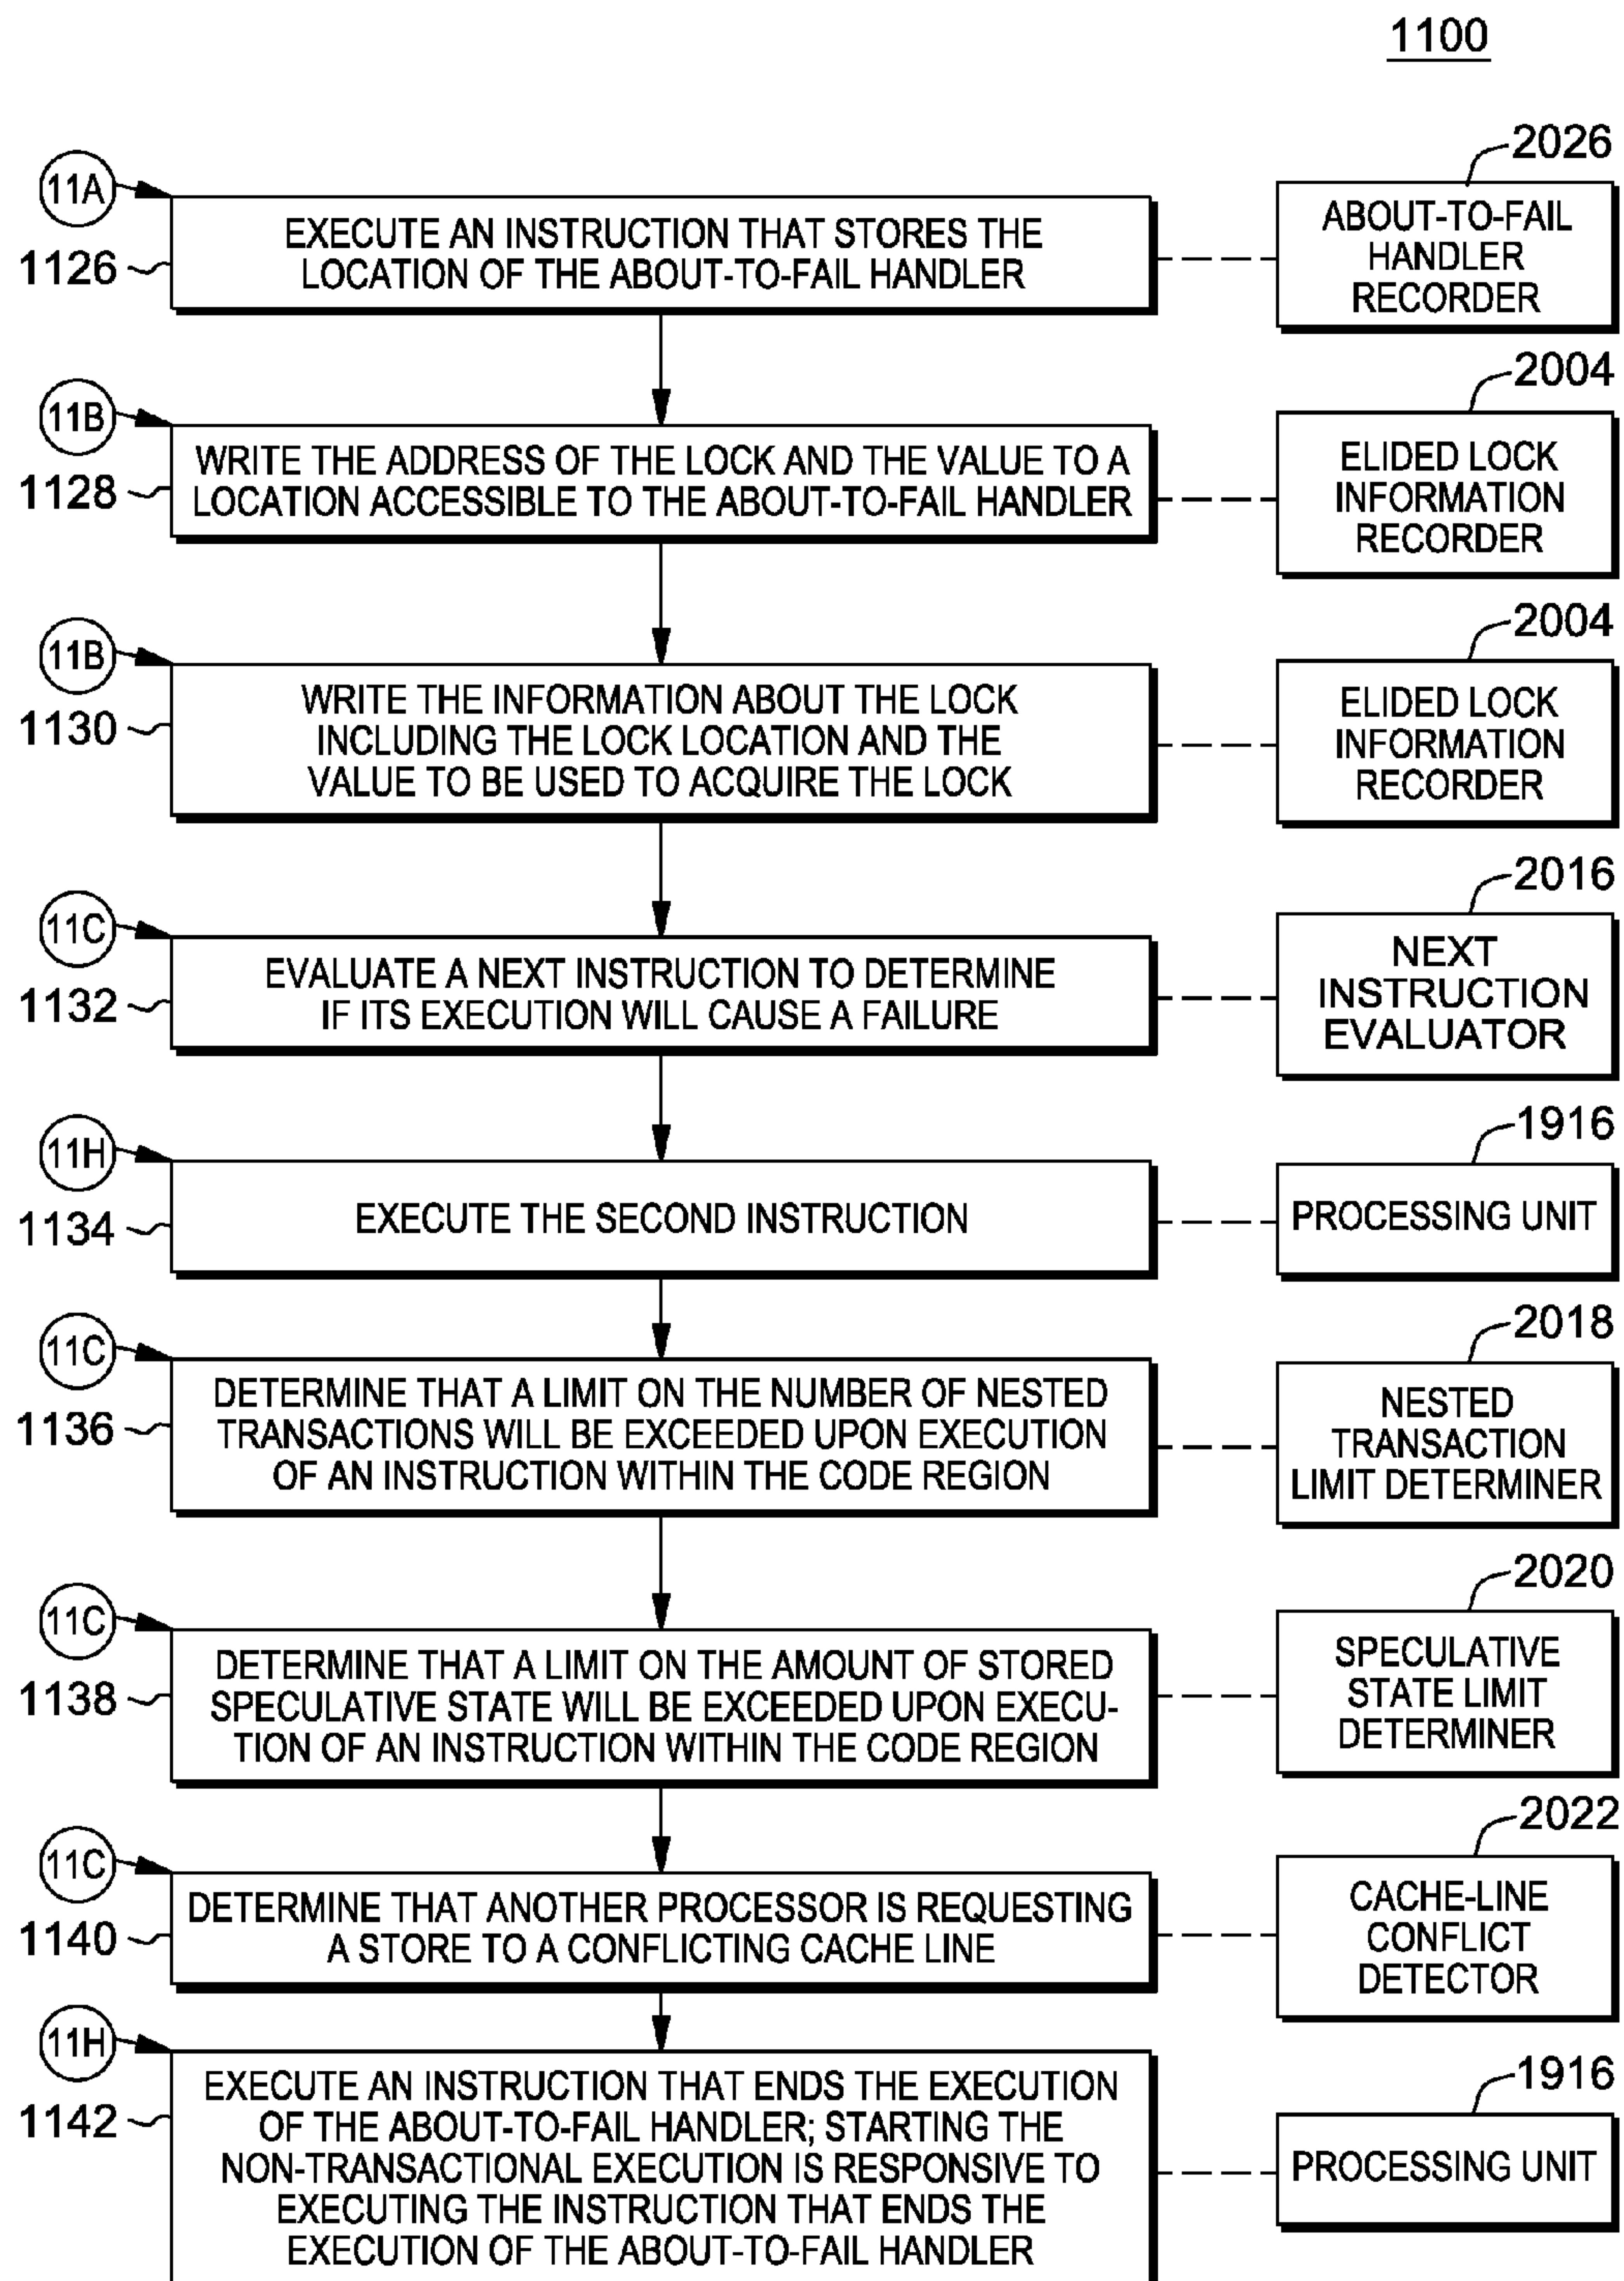 1100
11A
1126
EXECUTE AN INSTRUCTION THAT STORES THE
LOCATION OF THE ABOUT-TO-FAIL HANDLER
2026
ABOUT-TO-FAIL
HANDLER
RECORDER
11B
1128
WRITE THE ADDRESS OF THE LOCK AND THE VALUE TO A
LOCATION ACCESSIBLE TO THE ABOUT-TO-FAIL HANDLER
2004
ELIDED LOCK
INFORMATION
RECORDER
11B
1130
WRITE THE INFORMATION ABOUT THE LOCK
INCLUDING THE LOCK LOCATION AND THE
VALUE TO BE USED TO ACQUIRE THE LOCK
2004
ELIDED LOCK
INFORMATION
RECORDER
11C
1132
EVALUATE A NEXT INSTRUCTION TO DETERMINE
IF ITS EXECUTION WILL CAUSE A FAILURE
2016
NEXT
INSTRUCTION
EVALUATOR
11H
1134
EXECUTE THE SECOND INSTRUCTION
1916
PROCESSING UNIT
11C
1136
DETERMINE THAT A LIMIT ON THE NUMBER OF NESTED
TRANSACTIONS WILL BE EXCEEDED UPON EXECUTION
OF AN INSTRUCTION WITHIN THE CODE REGION
2018
NESTED
TRANSACTION
LIMIT DETERMINER
11C
1138
DETERMINE THAT A LIMIT ON THE AMOUNT OF STORED
SPECULATIVE STATE WILL BE EXCEEDED UPON EXECU-
TION OF AN INSTRUCTION WITHIN THE CODE REGION
2020
SPECULATIVE
STATE LIMIT
DETERMINER
11C
1140
DETERMINE THAT ANOTHER PROCESSOR IS REQUESTING
A STORE TO A CONFLICTING CACHE LINE
2022
CACHE-LINE
CONFLICT
DETECTOR
11H
1142
EXECUTE AN INSTRUCTION THAT ENDS THE EXECUTION
OF THE ABOUT-TO-FAIL HANDLER; STARTING THE
NON-TRANSACTIONAL EXECUTION IS RESPONSIVE TO
EXECUTING THE INSTRUCTION THAT ENDS THE
EXECUTION OF THE ABOUT-TO-FAIL HANDLER
1916
PROCESSING UNIT